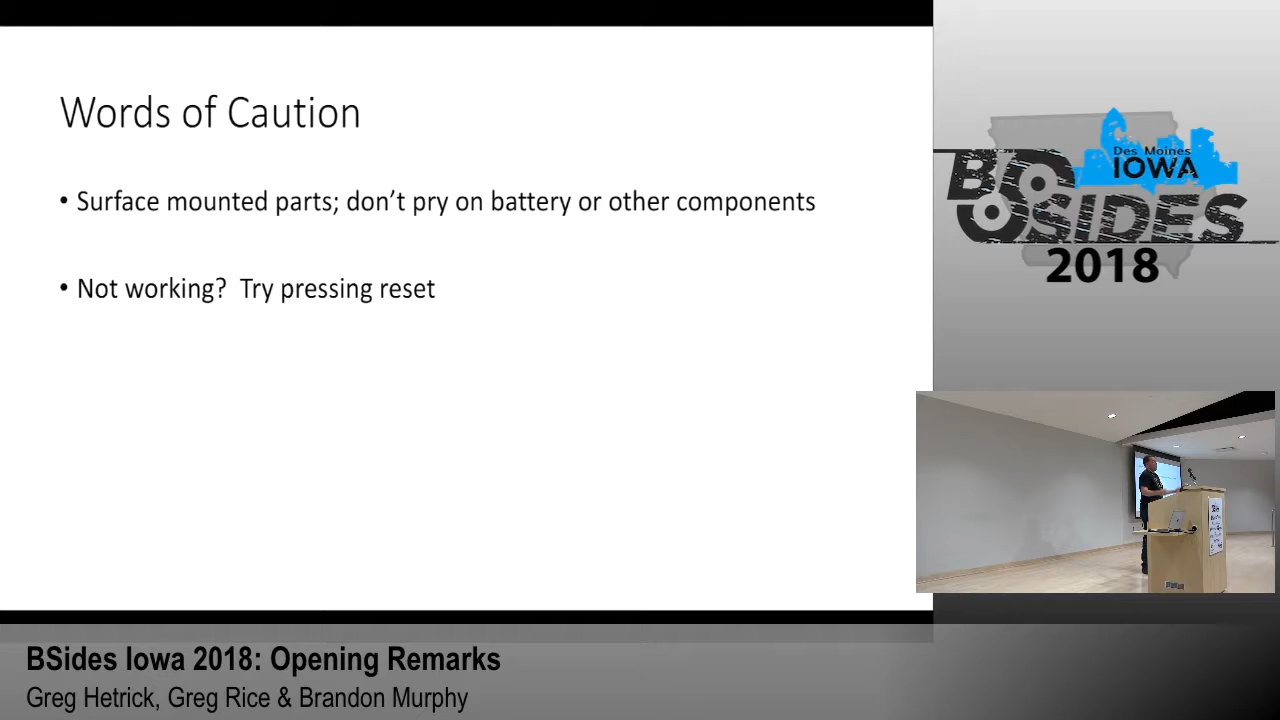 Words of Caution
• Surface mounted parts; don’t pry on battery or other components
• Not working?  Try pressing reset
Des Moines
IOWA
BSIDES
2018
BSides Iowa 2018: Opening Remarks
Greg Hetrick, Greg Rice & Brandon Murphy